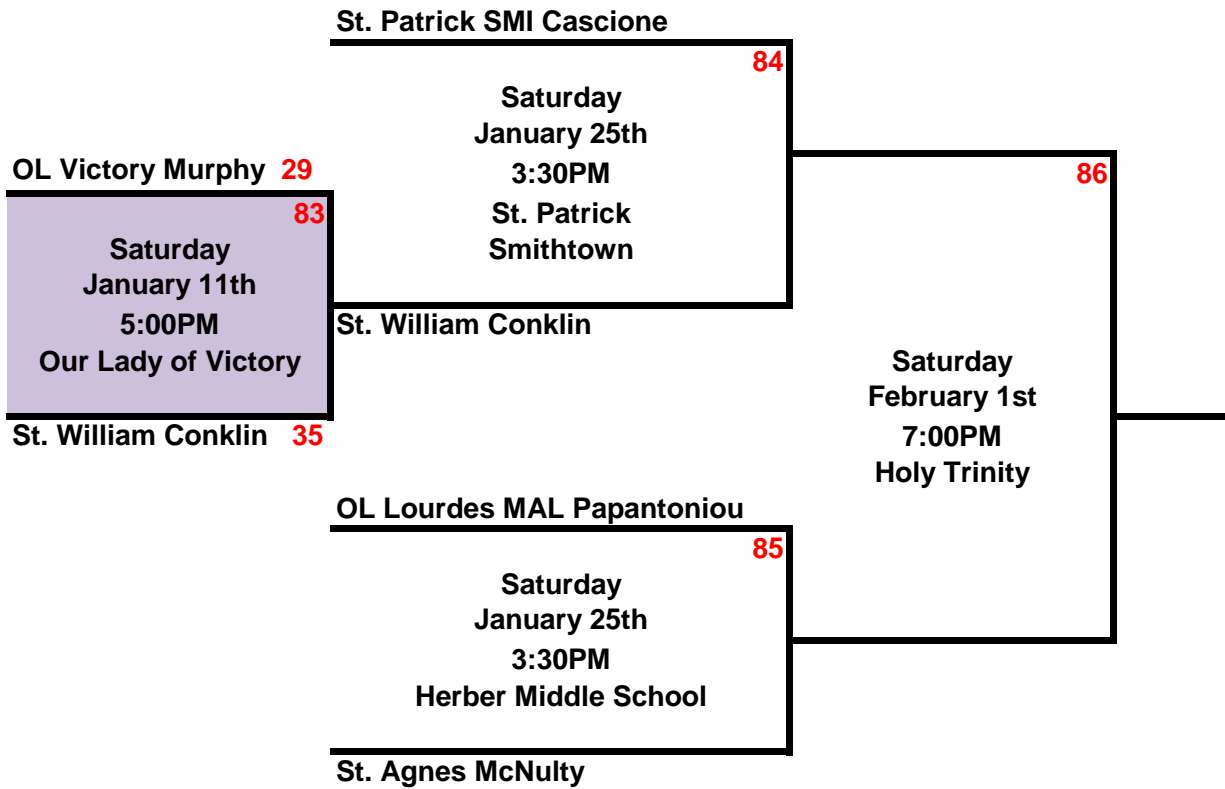 St. Patrick SMI Cascione
84
Saturday
January 25th
3:30PM
St. Patrick
Smithtown
OL Victory Murphy 29
83
Saturday
January 11th
5:00PM
Our Lady of Victory
St. William Conklin 35
St. William Conklin
86
Saturday
February 1st
7:00PM
Holy Trinity
OL Lourdes MAL Papantoniou
85
Saturday
January 25th
3:30PM
Herber Middle School
St. Agnes McNulty